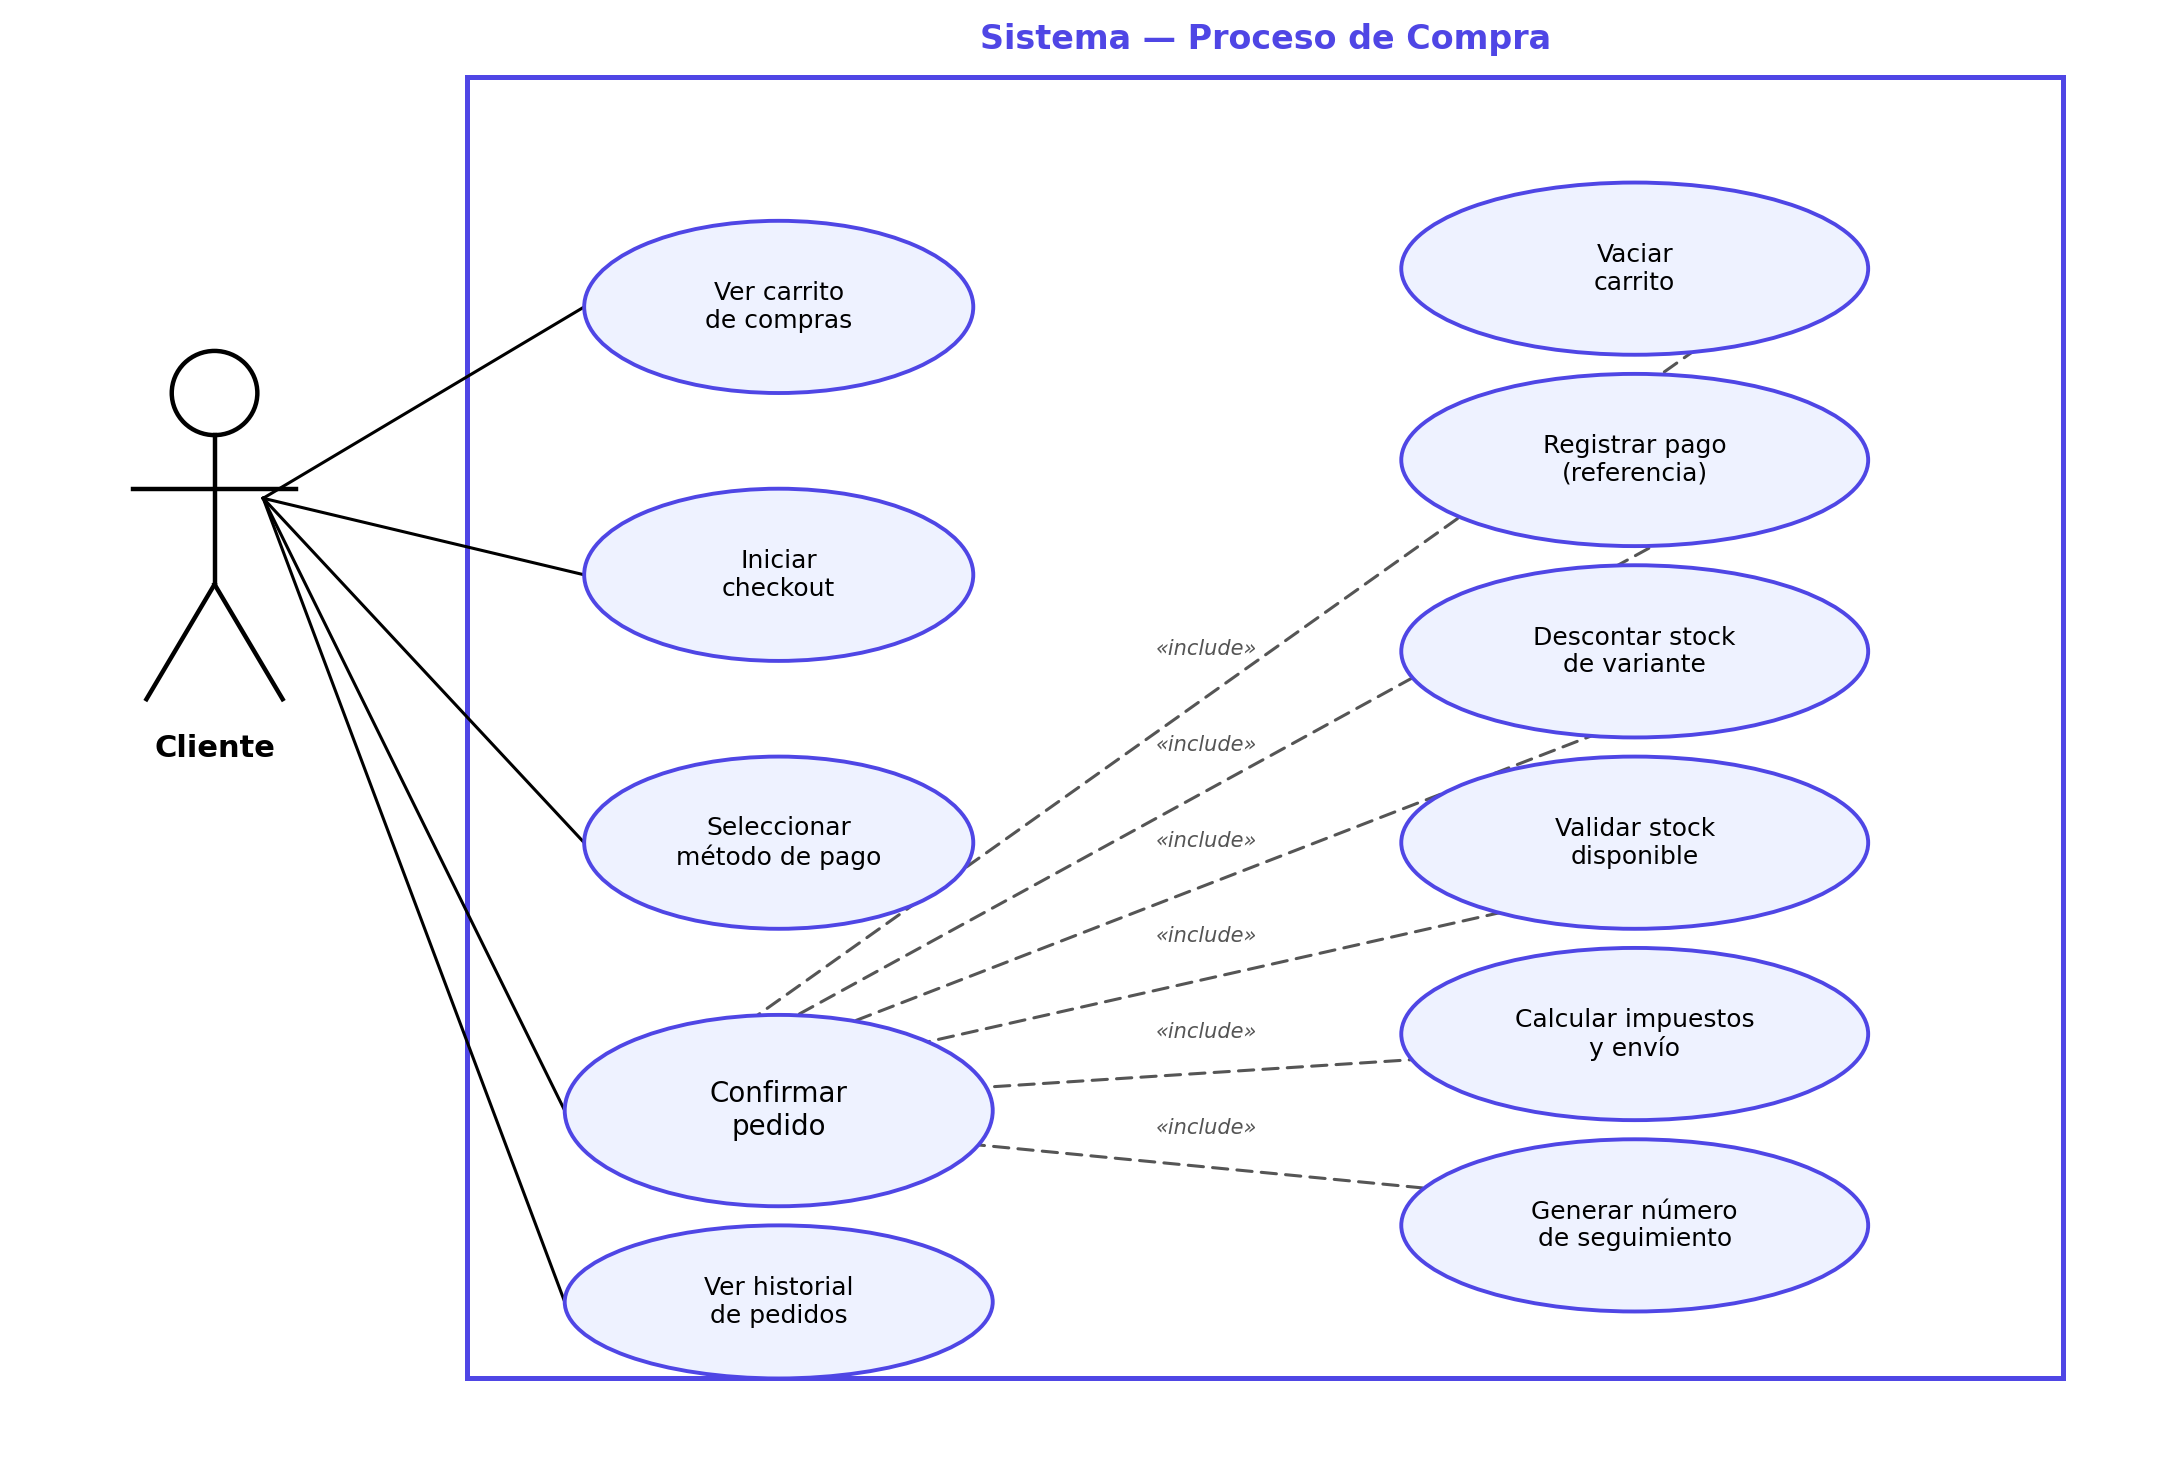 Sistema — Proceso de Compra
Ver carrito
de compras
Iniciar
checkout
Seleccionar
método de pago
Confirmar
pedido
Ver historial
de pedidos
Cliente
«include»
«include»
«include»
«include»
«include»
«include»
Vaciar
carrito
Registrar pago
(referencia)
Descontar stock
de variante
Validar stock
disponible
Calcular impuestos
y envío
Generar número
de seguimiento